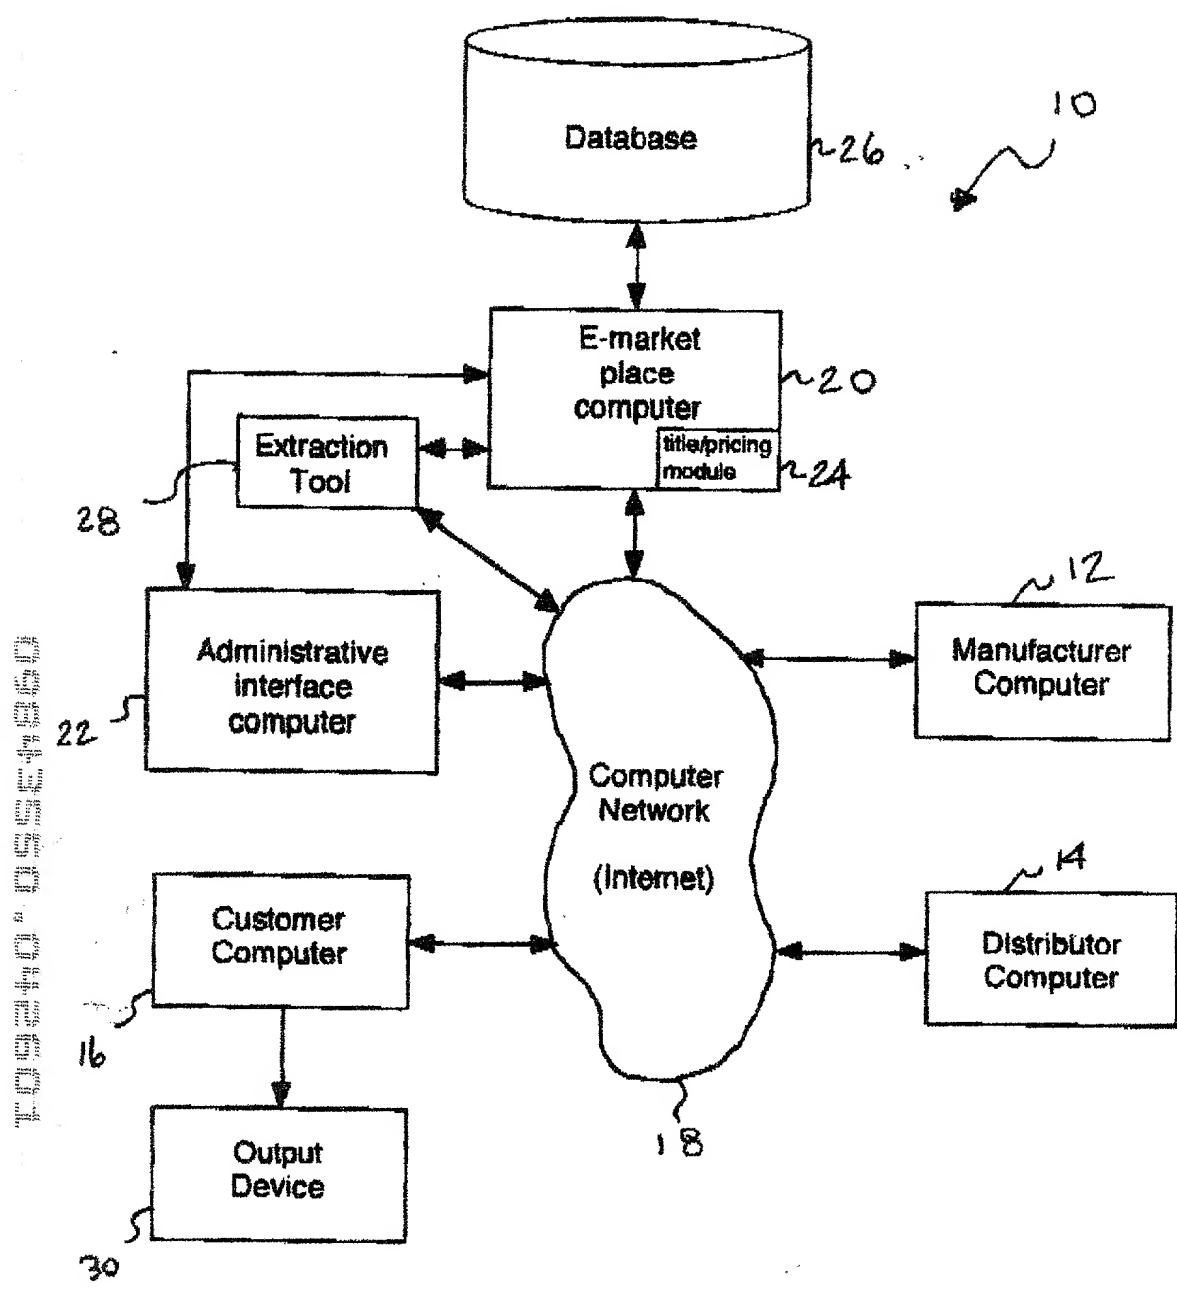 Database
26
10
E-market
place
computer
20
title/pricing
module
24
Extraction
Tool
28
12
Manufacturer
Computer
Administrative
interface
computer
22
Computer
Network
(Internet)
14
Distributor
Computer
Customer
Computer
16
18
Output
Device
30